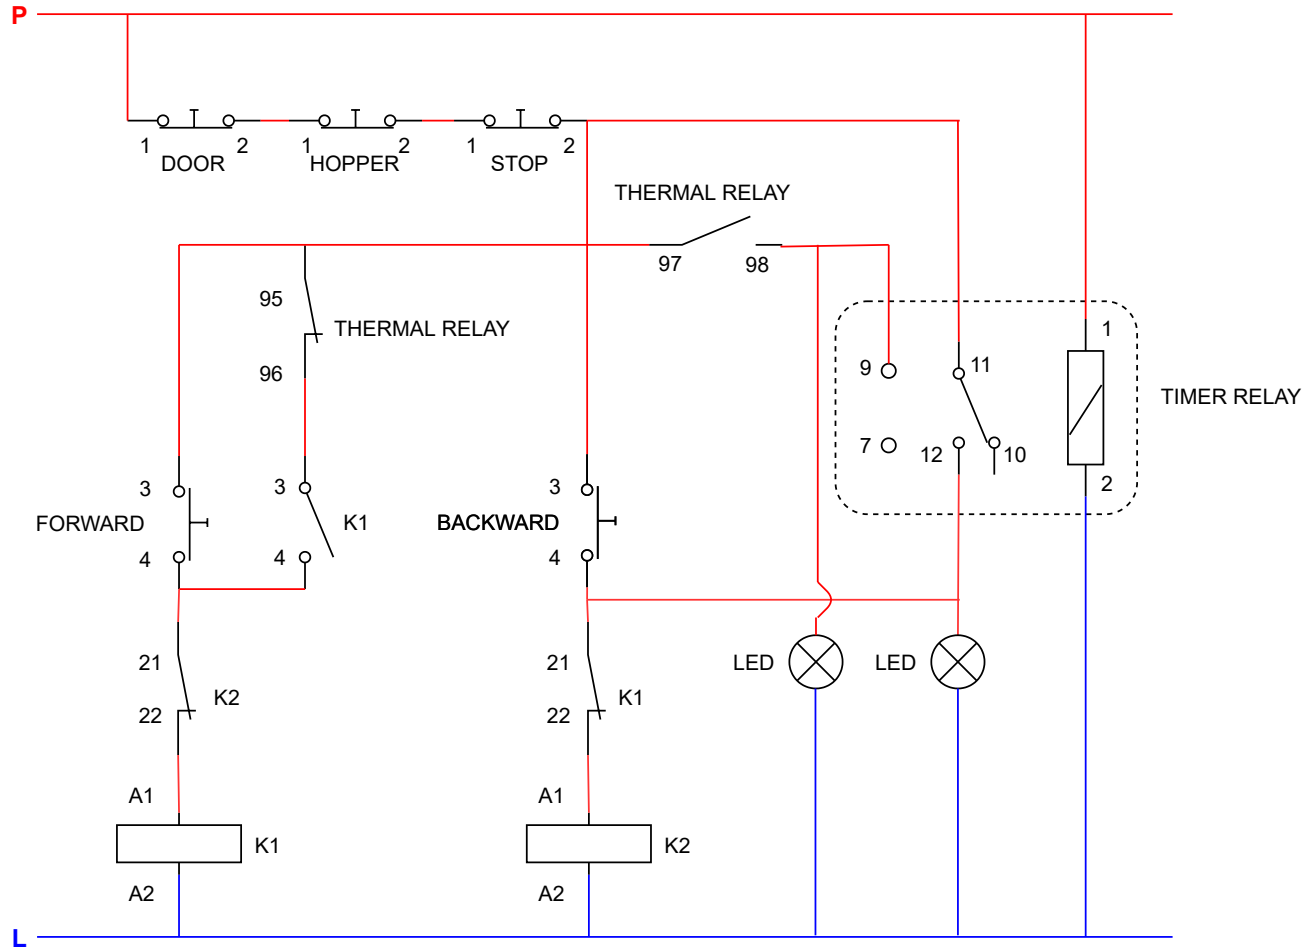 P
1 2 1 2 1 2
DOOR HOPPER STOP
THERMAL RELAY
97 98
95
THERMAL RELAY
96
1
9 11
TIMER RELAY
7 12 10
2
3 3 3
FORWARD K1 BACKWARD
4 4 4
21 21 LED LED
K2 K1
22 22
A1 A1
K1 K2
A2 A2
L